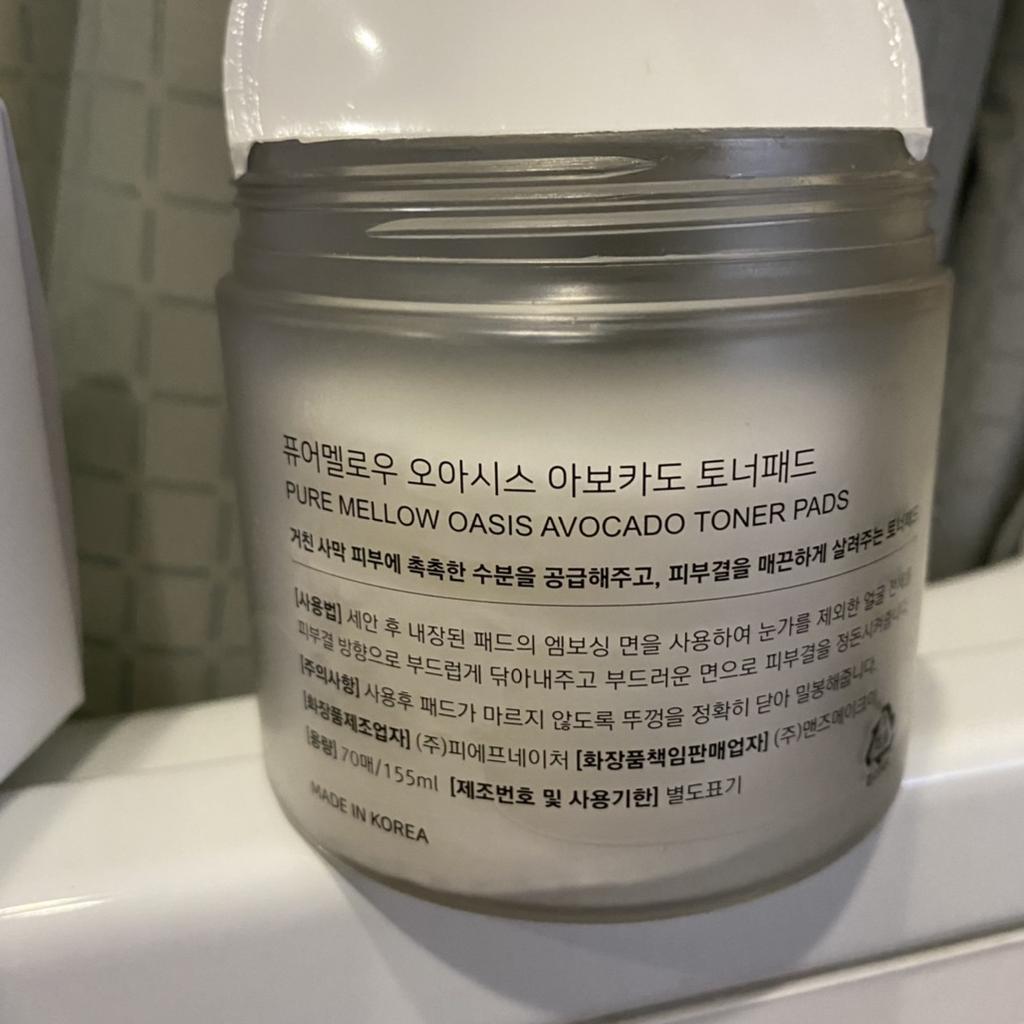 퓨어멜로우 오아시스 아보카도 토너패드
PURE MELLOW OASIS AVOCADO TONER PADS
거친 사막 피부에 촉촉한 수분을 공급해주고, 피부결을 매끈하게 살려주는 토너패드
[사용법] 세안 후 내장된 패드의 엠보싱 면을 사용하여 눈가를 제외한 얼굴
피부결 방향으로 부드럽게 닦아내주고 부드러운 면으로 피부결을 정돈시켜줍니다.
[주의사항] 사용후 패드가 마르지 않도록 뚜껑을 정확히 닫아 밀봉해줍니다.
[화장품제조업자] (주)피에프네이처 [화장품책임판매업자] (주)맨즈메이크업
[용량] 70매/155ml [제조번호 및 사용기한] 별도표기
MADE IN KOREA